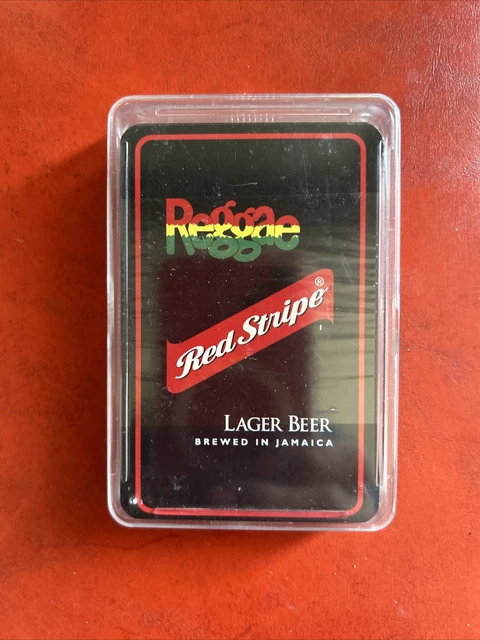 Reggae
Red Stripe®
LAGER BEER
BREWED IN JAMAICA